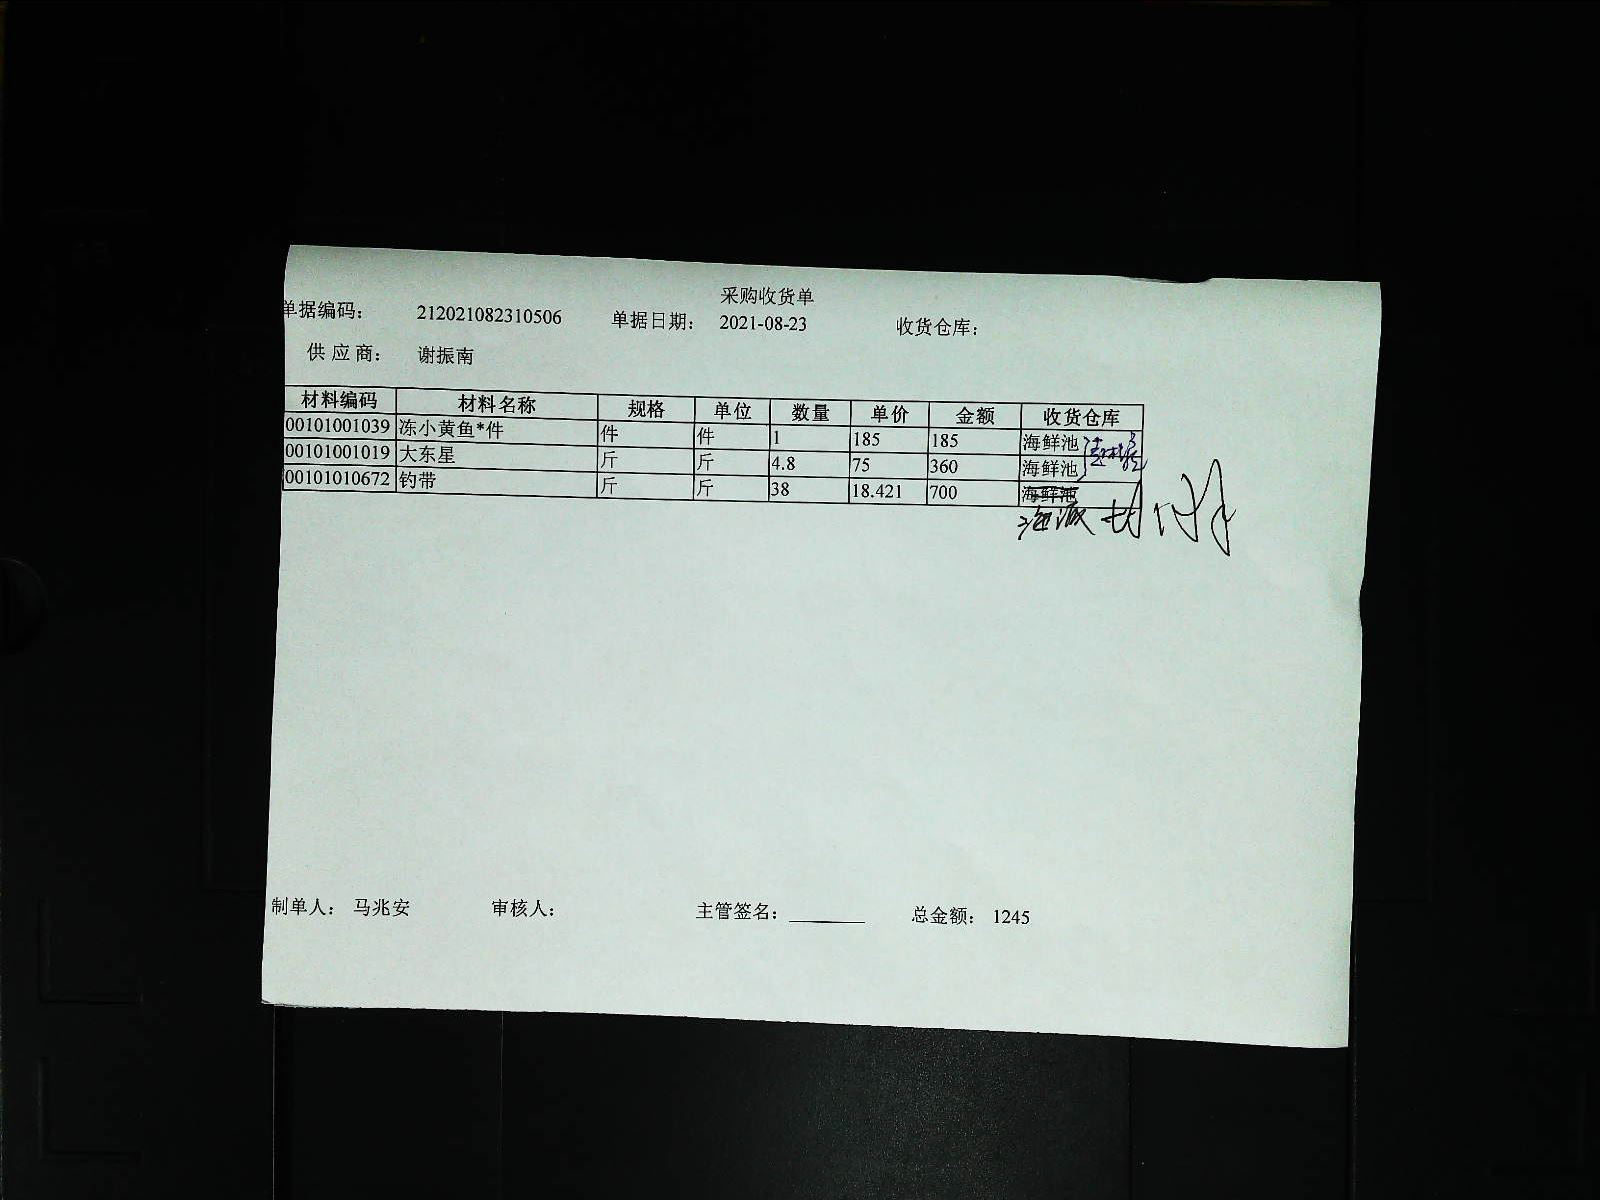 采购收货单
单据编码: 212021082310506 单据日期: 2021-08-23 收货仓库:
供应商: 谢振南
材料编码 材料名称 规格 单位 数量 单价 金额 收货仓库
00101001039 冻小黄鱼*件 件 件 1 185 185 海鲜池
00101001019 大东星 斤 斤 4.8 75 360 海鲜池
00101010672 钓带 斤 斤 38 18.421 700 海鲜池
制单人: 马兆安 审核人: 主管签名: 总金额: 1245